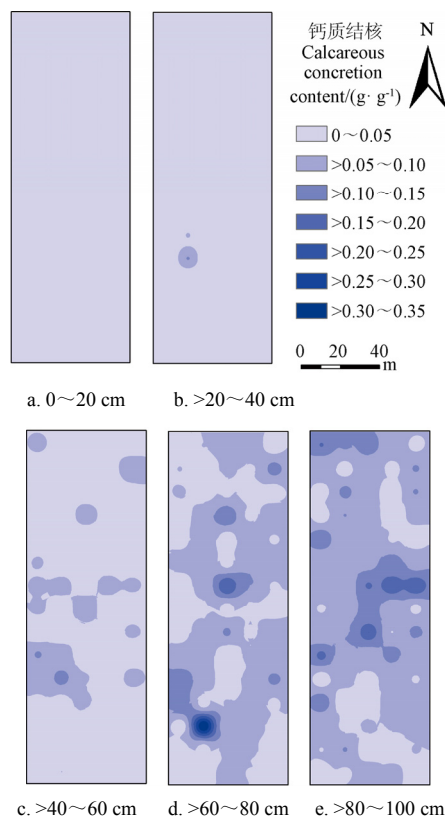 钙质结核
Calcareous
concretion
content/(g· g⁻¹)
N
0～0.05
>0.05～0.10
>0.10～0.15
>0.15～0.20
>0.20～0.25
>0.25～0.30
>0.30～0.35
0 20 40
m
a. 0～20 cm
b. >20～40 cm
c. >40～60 cm
d. >60～80 cm
e. >80～100 cm